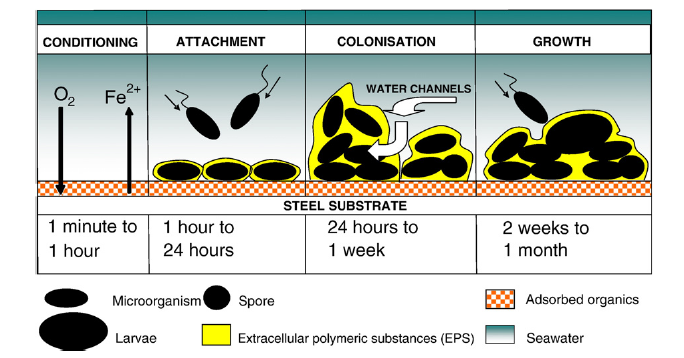 CONDITIONING ATTACHMENT COLONISATION GROWTH
WATER CHANNELS
O2 Fe2+
STEEL SUBSTRATE
1 minute to 1 hour to 24 hours to 2 weeks to
1 hour 24 hours 1 week 1 month
Microorganism Spore Adsorbed organics
Larvae Extracellular polymeric substances (EPS) Seawater